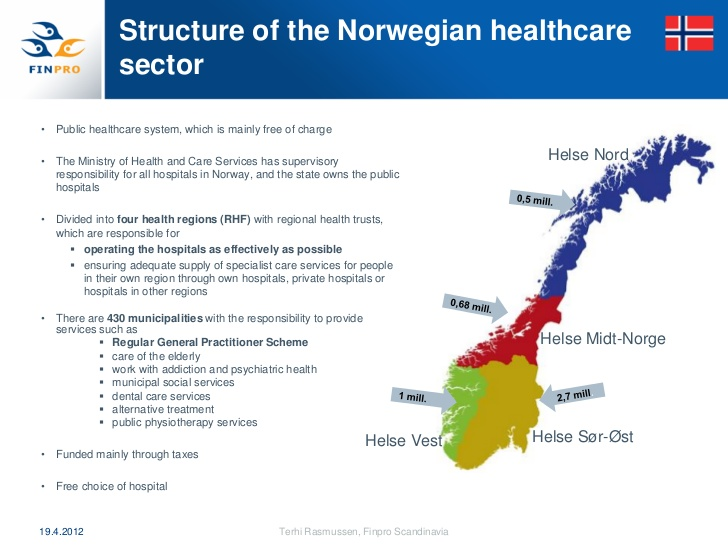 Structure of the Norwegian healthcare
sector
FINPRO
• Public healthcare system, which is mainly free of charge
• The Ministry of Health and Care Services has supervisory
responsibility for all hospitals in Norway, and the state owns the public
hospitals
• Divided into four health regions (RHF) with regional health trusts,
which are responsible for
▪ operating the hospitals as effectively as possible
▪ ensuring adequate supply of specialist care services for people
in their own region through own hospitals, private hospitals or
hospitals in other regions
• There are 430 municipalities with the responsibility to provide
services such as
▪ Regular General Practitioner Scheme
▪ care of the elderly
▪ work with addiction and psychiatric health
▪ municipal social services
▪ dental care services
▪ alternative treatment
▪ public physiotherapy services
• Funded mainly through taxes
• Free choice of hospital
Helse Nord
0,5 mill.
0,68 mill.
Helse Midt-Norge
1 mill.
2,7 mill
Helse Vest
Helse Sør-Øst
19.4.2012
Terhi Rasmussen, Finpro Scandinavia